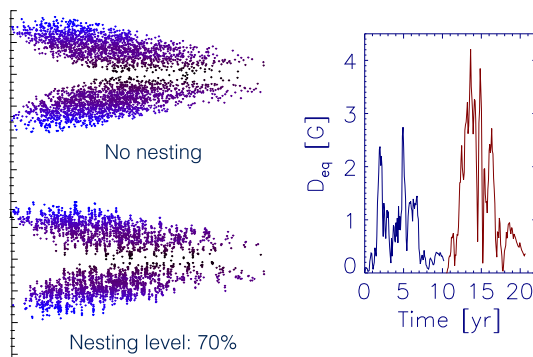 No nesting
Nesting level: 70%
D_eq [G]
4
3
2
1
0
0 5 10 15 20
Time [yr]